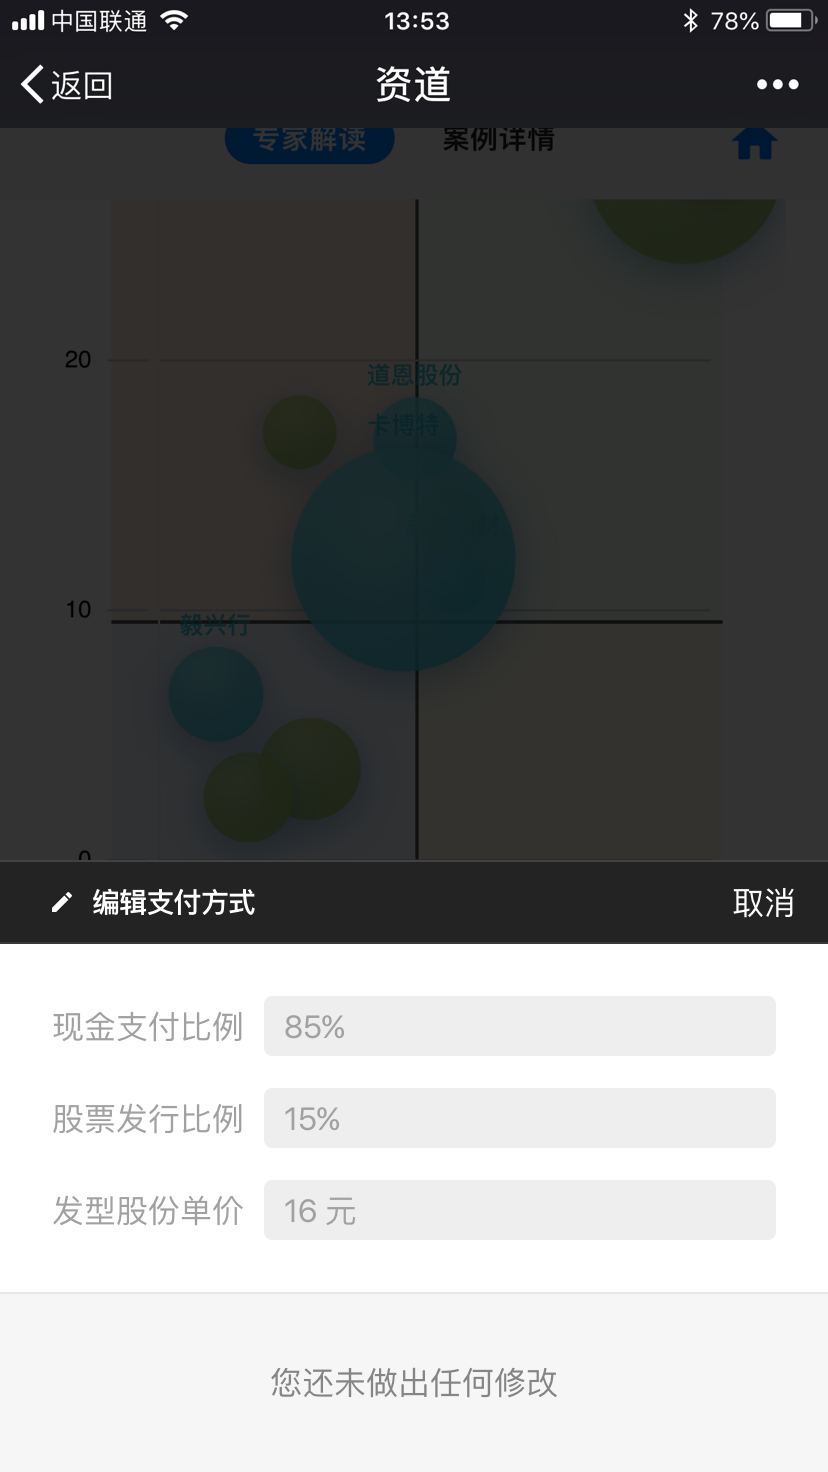 中国联通
13:53
78%
返回
资道
专家解读
案例详情
20
道恩股份
卡博特
10
毅兴行
0
编辑支付方式
取消
现金支付比例 85%
股票发行比例 15%
发型股份单价 16 元
您还未做出任何修改